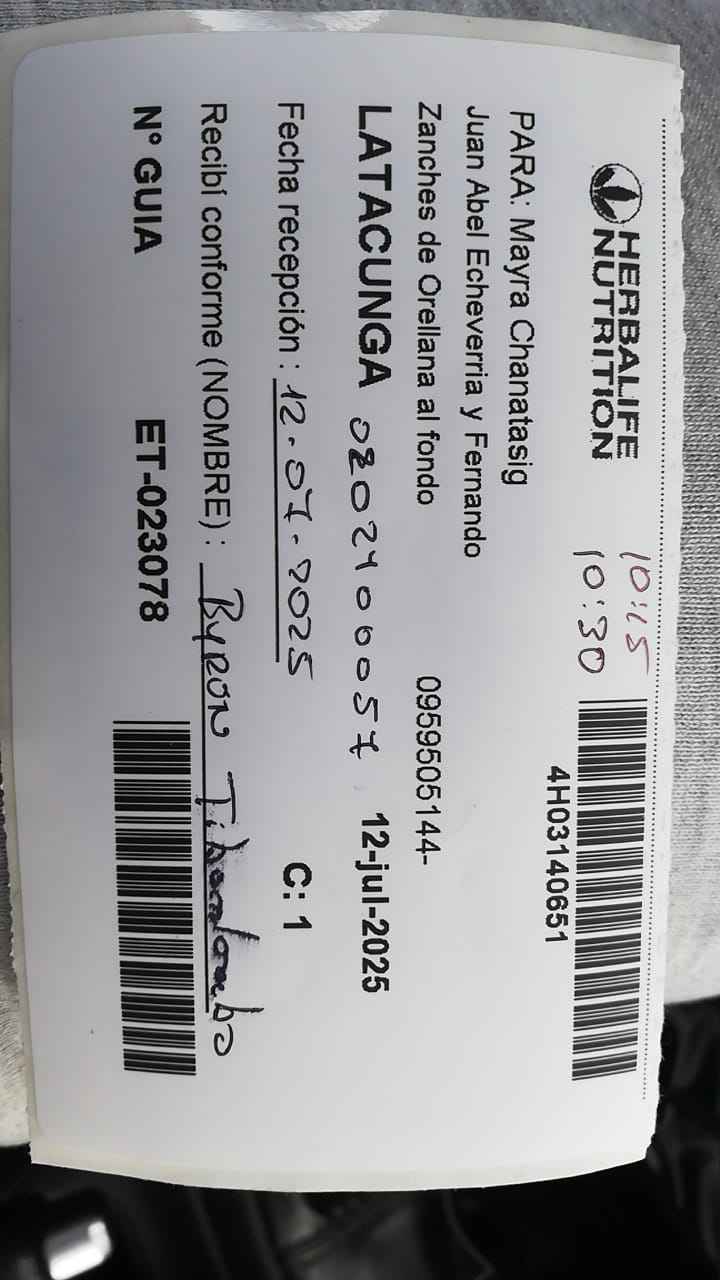 HERBALIFE
NUTRITION
10:15
10:30
4H03140651
PARA: Mayra Chanatasig
Juan Abel Echeverria y Fernando
Zanches de Orellana al fondo 0959505144-
LATACUNGA 0802400057 12-jul-2025
Fecha recepción : 12-07-2025 C: 1
Recibí conforme (NOMBRE) : Byron
Nº GUIA ET-023078